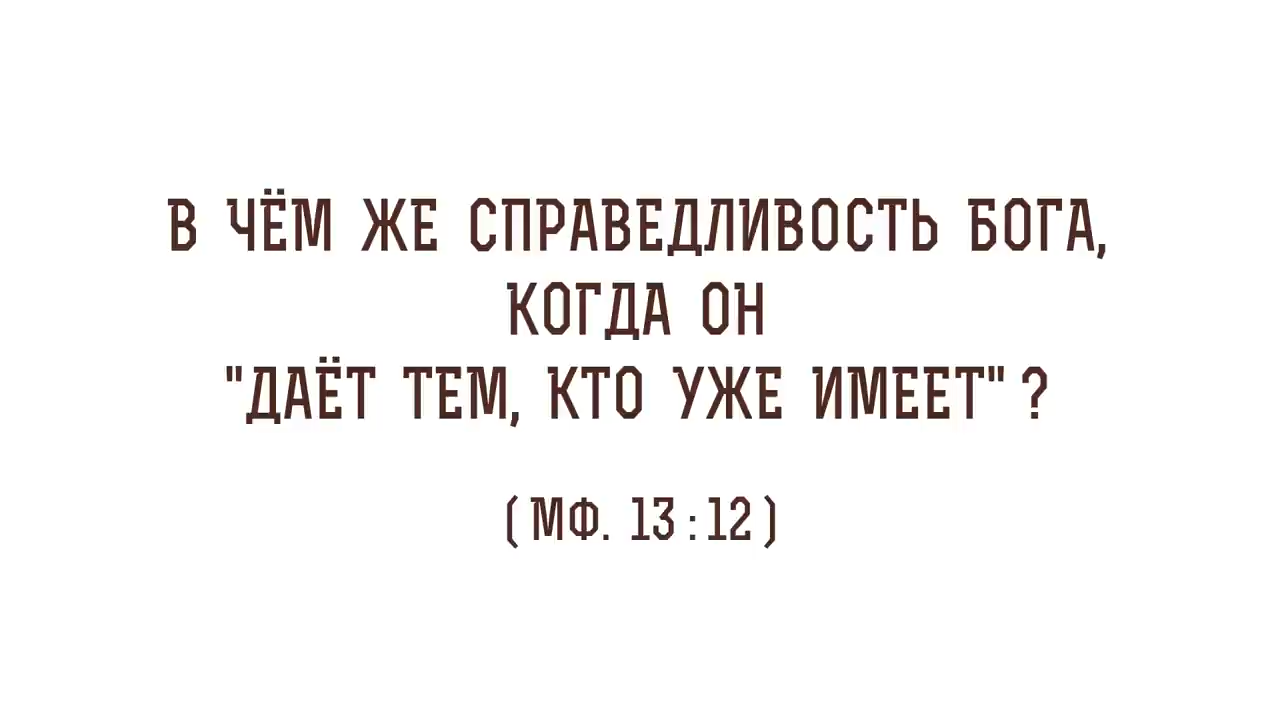 В ЧЁМ ЖЕ СПРАВЕДЛИВОСТЬ БОГА,
КОГДА ОН
"ДАЁТ ТЕМ, КТО УЖЕ ИМЕЕТ"?
(МФ. 13:12)